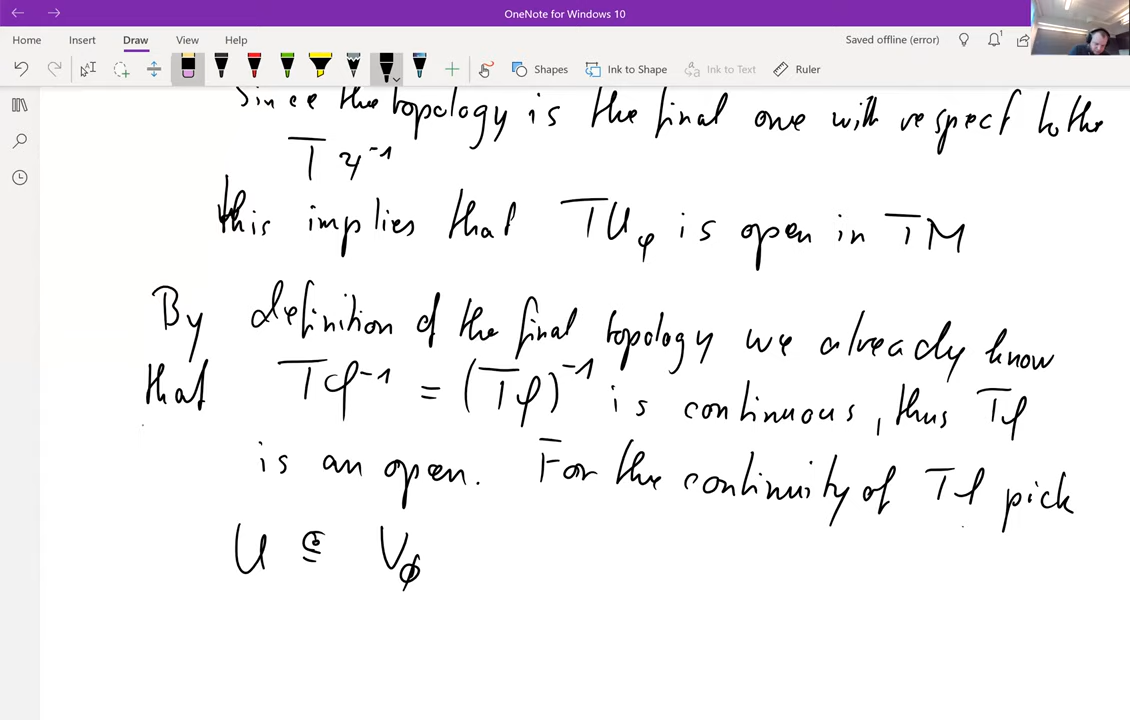 OneNote for Windows 10
Home Insert Draw View Help Saved offline (error) 1
Shapes Ink to Shape Ink to Text Ruler
Since the topology is the final one with respect to the
Tψ⁻¹
this implies that TU_φ is open in TM
By definition of the final topology we already know
that Tφ⁻¹ = (Tφ)⁻¹ is continuous, thus Tφ
is an open. For the continuity of Tφ pick
U ⊆ V_ϕ